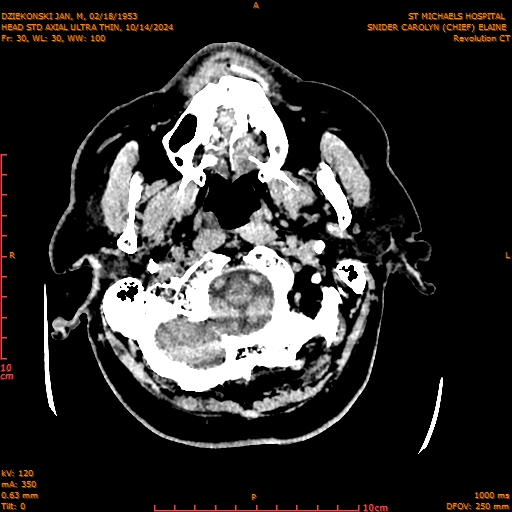 A
DZIEKONSKI JAN, M, 02/18/1953
HEAD STD AXIAL ULTRA THIN, 10/14/2024
Fr: 30, WL: 30, WW: 100
ST MICHAELS HOSPITAL
SNIDER CAROLYN (CHIEF) ELAINE
Revolution CT
R
L
10
cm
kV: 120
mA: 350
0.63 mm
Tilt: 0
P
10cm
1000 ms
DFOV: 250 mm